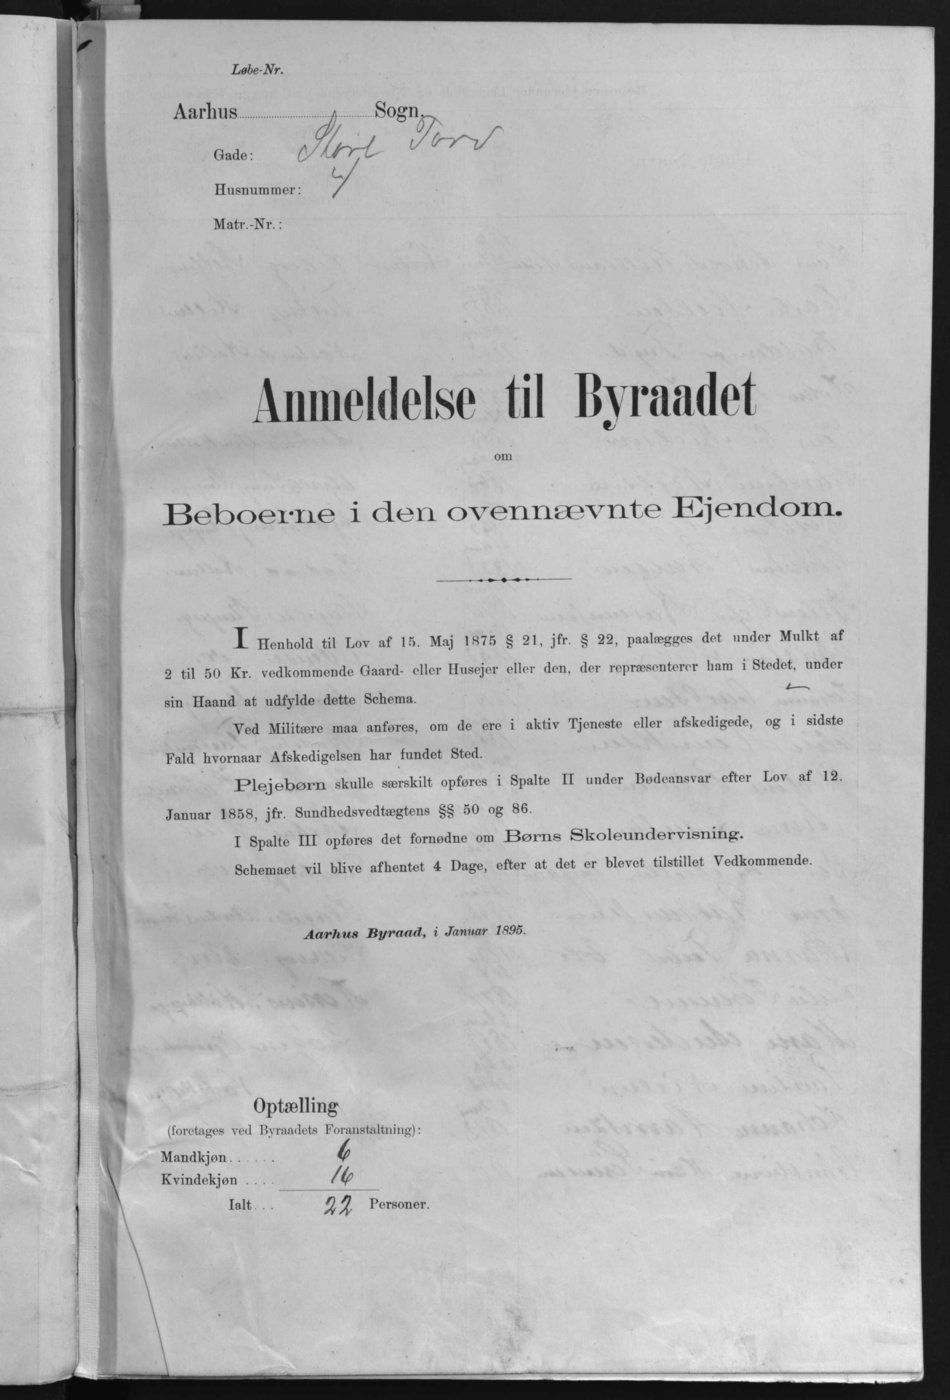 Løbe-Nr.
Aarhus Sogn.
Gade: Store Torv
Husnummer: 4
Matr.-Nr.:
Anmeldelse til Byraadet
om
Beboerne i den ovennævnte Ejendom.
I Henhold til Lov af 15. Maj 1875 § 21, jfr. § 22, paalægges det under Mulkt af
2 til 50 Kr. vedkommende Gaard- eller Husejer eller den, der repræsenterer ham i Stedet, under
sin Haand at udfylde dette Schema.
Ved Militære maa anføres, om de ere i aktiv Tjeneste eller afskedigede, og i sidste
Fald hvornaar Afskedigelsen har fundet Sted.
Plejebørn skulle særskilt opføres i Spalte II under Bødeansvar efter Lov af 12.
Januar 1858, jfr. Sundhedsvedtægtens §§ 50 og 86.
I Spalte III opføres det fornødne om Børns Skoleundervisning.
Schemaet vil blive afhentet 4 Dage, efter at det er blevet tilstillet Vedkommende.
Aarhus Byraad, i Januar 1895.
Optælling
(foretages ved Byraadets Foranstaltning):
Mandkjøn...... 6
Kvindekjøn .... 16
Ialt... 22 Personer.